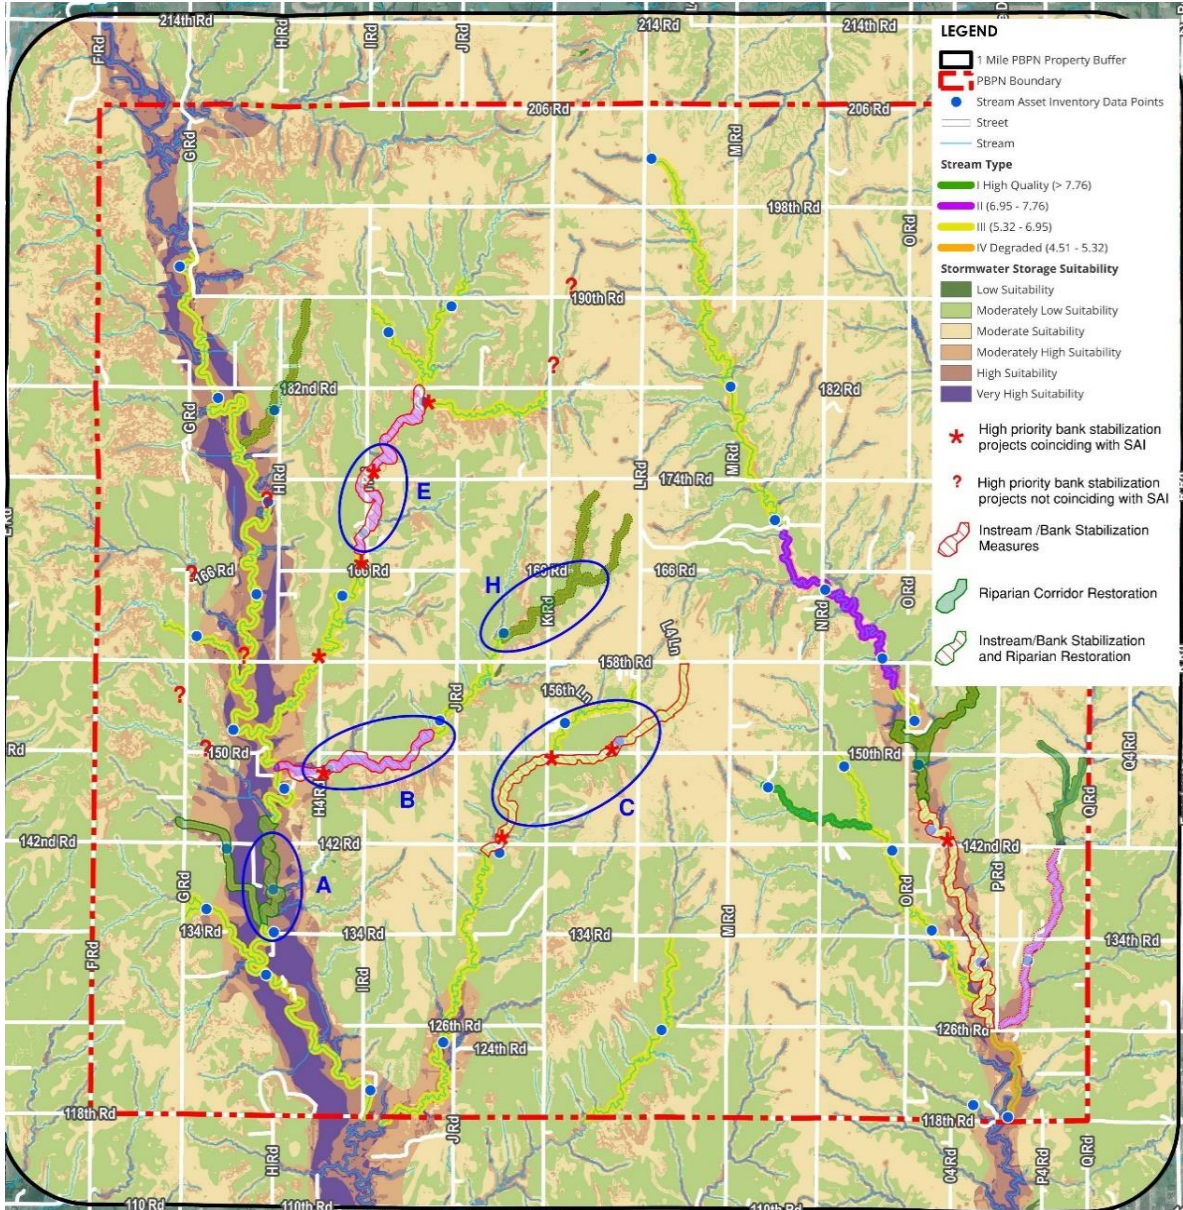 214th Rd
214 Rd
F Rd
H Rd
I Rd
J Rd
LEGEND
1 Mile PBPN Property Buffer
PBPN Boundary
Stream Asset Inventory Data Points
Street
Stream
Stream Type
I High Quality (> 7.76)
II (6.95 - 7.76)
III (5.32 - 6.95)
IV Degraded (4.51 - 5.32)
Stormwater Storage Suitability
Low Suitability
Moderately Low Suitability
Moderate Suitability
Moderately High Suitability
High Suitability
Very High Suitability
High priority bank stabilization
projects coinciding with SAI
?
High priority bank stabilization
projects not coinciding with SAI
Instream /Bank Stabilization
Measures
Riparian Corridor Restoration
Instream/Bank Stabilization
and Riparian Restoration
206 Rd
206 Rd
G Rd
M Rd
198th Rd
O Rd
?
190th Rd
?
182nd Rd
182 Rd
G Rd
H Rd
M Rd
L Rd
174th Rd
E
?
166 Rd
166 Rd
166 Rd
H
K Rd
O Rd
N Rd
LA Ln
?
158th Rd
?
156th Ln
J Rd
?
Rd
150 Rd
150th Rd
O4 Rd
B
C
H4 Rd
Q Rd
142nd Rd
142 Rd
142nd Rd
A
P Rd
G Rd
O Rd
M Rd
134 Rd
134 Rd
134 Rd
134th Rd
F Rd
I Rd
126th Rd
126th Rd
124th Rd
118th Rd
118th Rd
J Rd
H Rd
04 Rd
P4 Rd
Q Rd
110 Rd
110th Rd